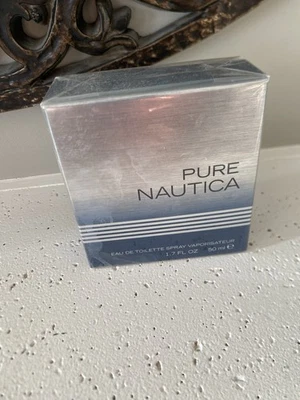 PURE
NAUTICA
EAU DE TOILETTE SPRAY VAPORISATEUR
1.7 FL OZ 50 ml ℮